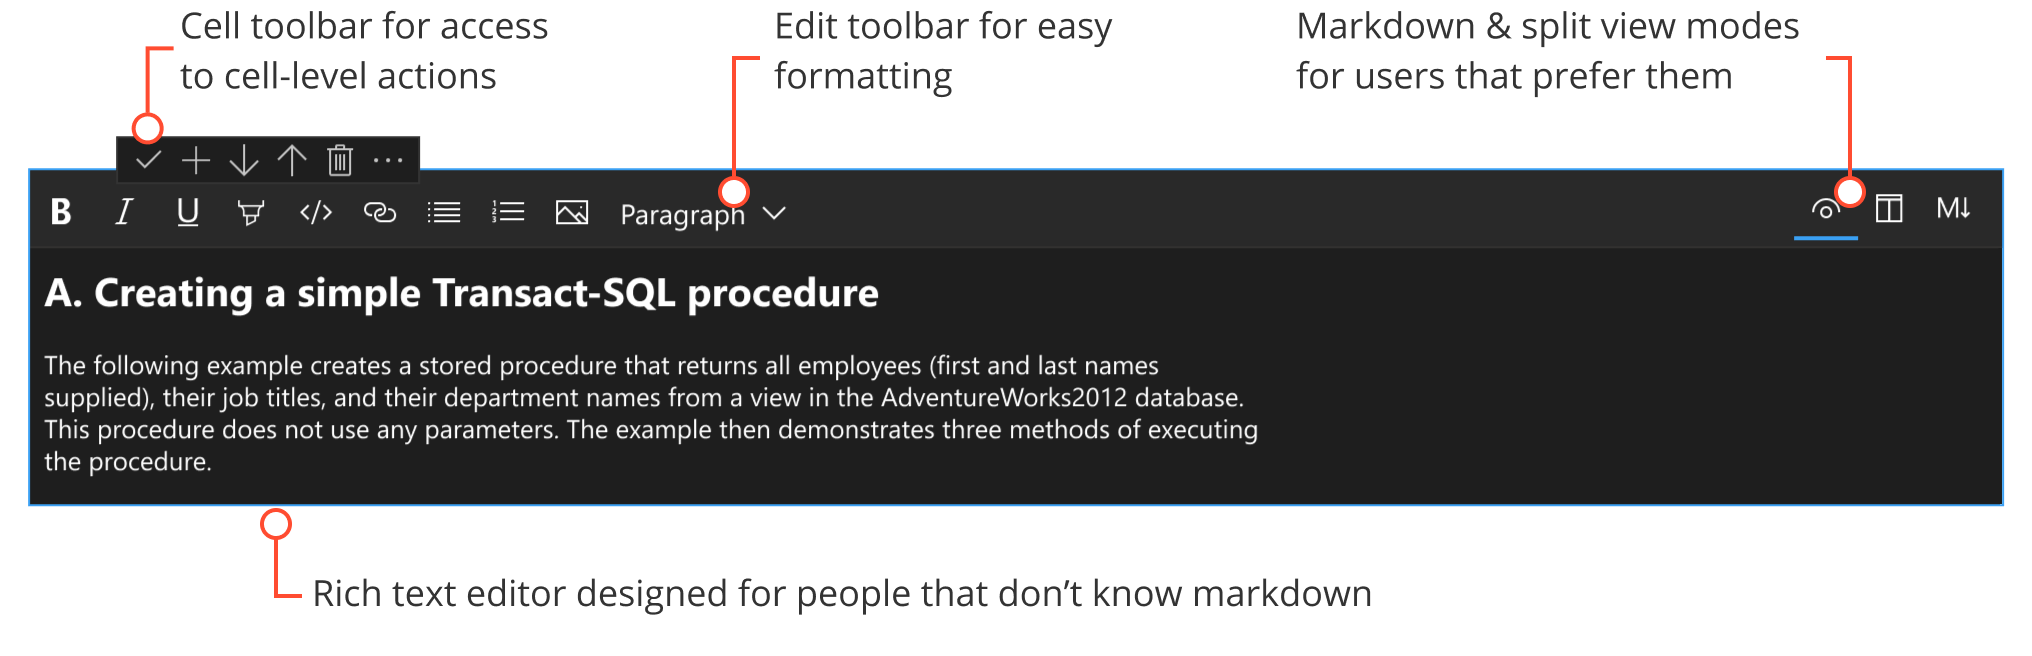 Cell toolbar for access
to cell-level actions
Edit toolbar for easy
formatting
Markdown & split view modes
for users that prefer them
B I U </> Paragraph M↓
A. Creating a simple Transact-SQL procedure
The following example creates a stored procedure that returns all employees (first and last names
supplied), their job titles, and their department names from a view in the AdventureWorks2012 database.
This procedure does not use any parameters. The example then demonstrates three methods of executing
the procedure.
Rich text editor designed for people that don’t know markdown